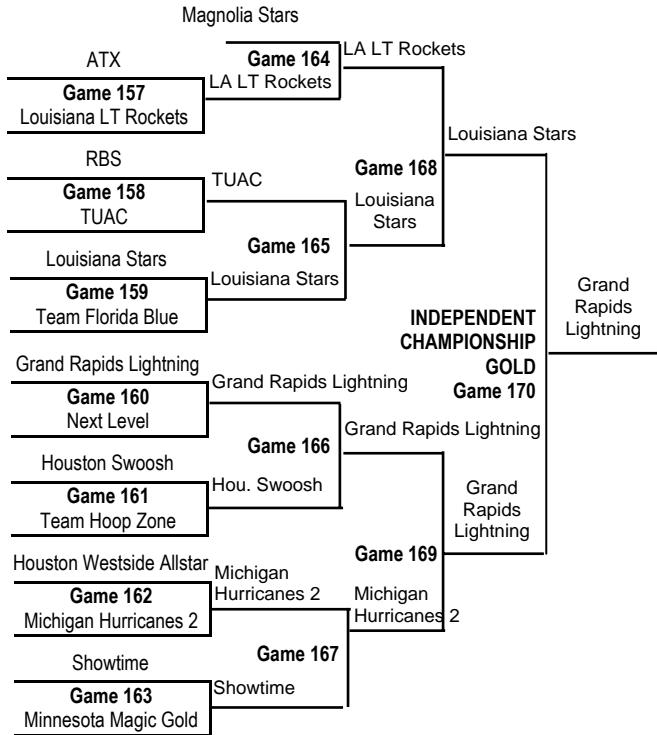 Magnolia Stars
ATX
Game 164
LA LT Rockets
Game 157
LA LT Rockets
Louisiana LT Rockets
Louisiana Stars
RBS
Game 168
Game 158
TUAC
TUAC
Louisiana
Stars
Game 165
Louisiana Stars
Louisiana Stars
Game 159
Team Florida Blue
Grand
Rapids
Lightning
INDEPENDENT
CHAMPIONSHIP
GOLD
Game 170
Grand Rapids Lightning
Grand Rapids Lightning
Game 160
Next Level
Game 166
Grand Rapids Lightning
Houston Swoosh
Hou. Swoosh
Game 161
Team Hoop Zone
Grand
Rapids
Lightning
Game 169
Houston Westside Allstar
Michigan
Hurricanes 2
Game 162
Michigan Hurricanes 2
Michigan
Hurricanes 2
Game 167
Showtime
Showtime
Game 163
Minnesota Magic Gold